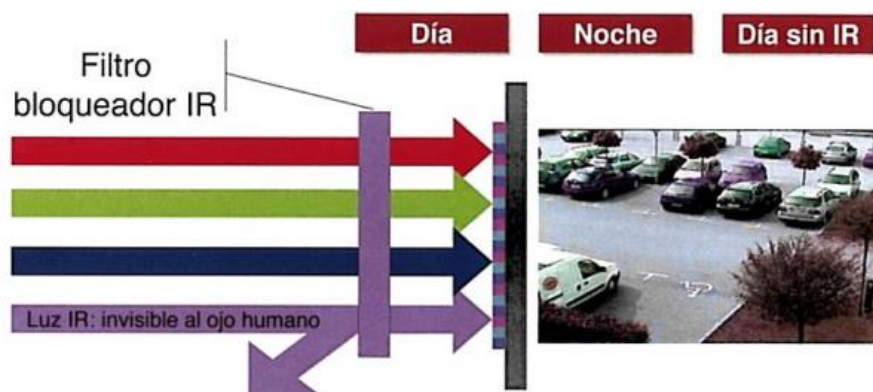 Día
Noche
Día sin IR
Filtro
bloqueador IR
Luz IR: invisible al ojo humano